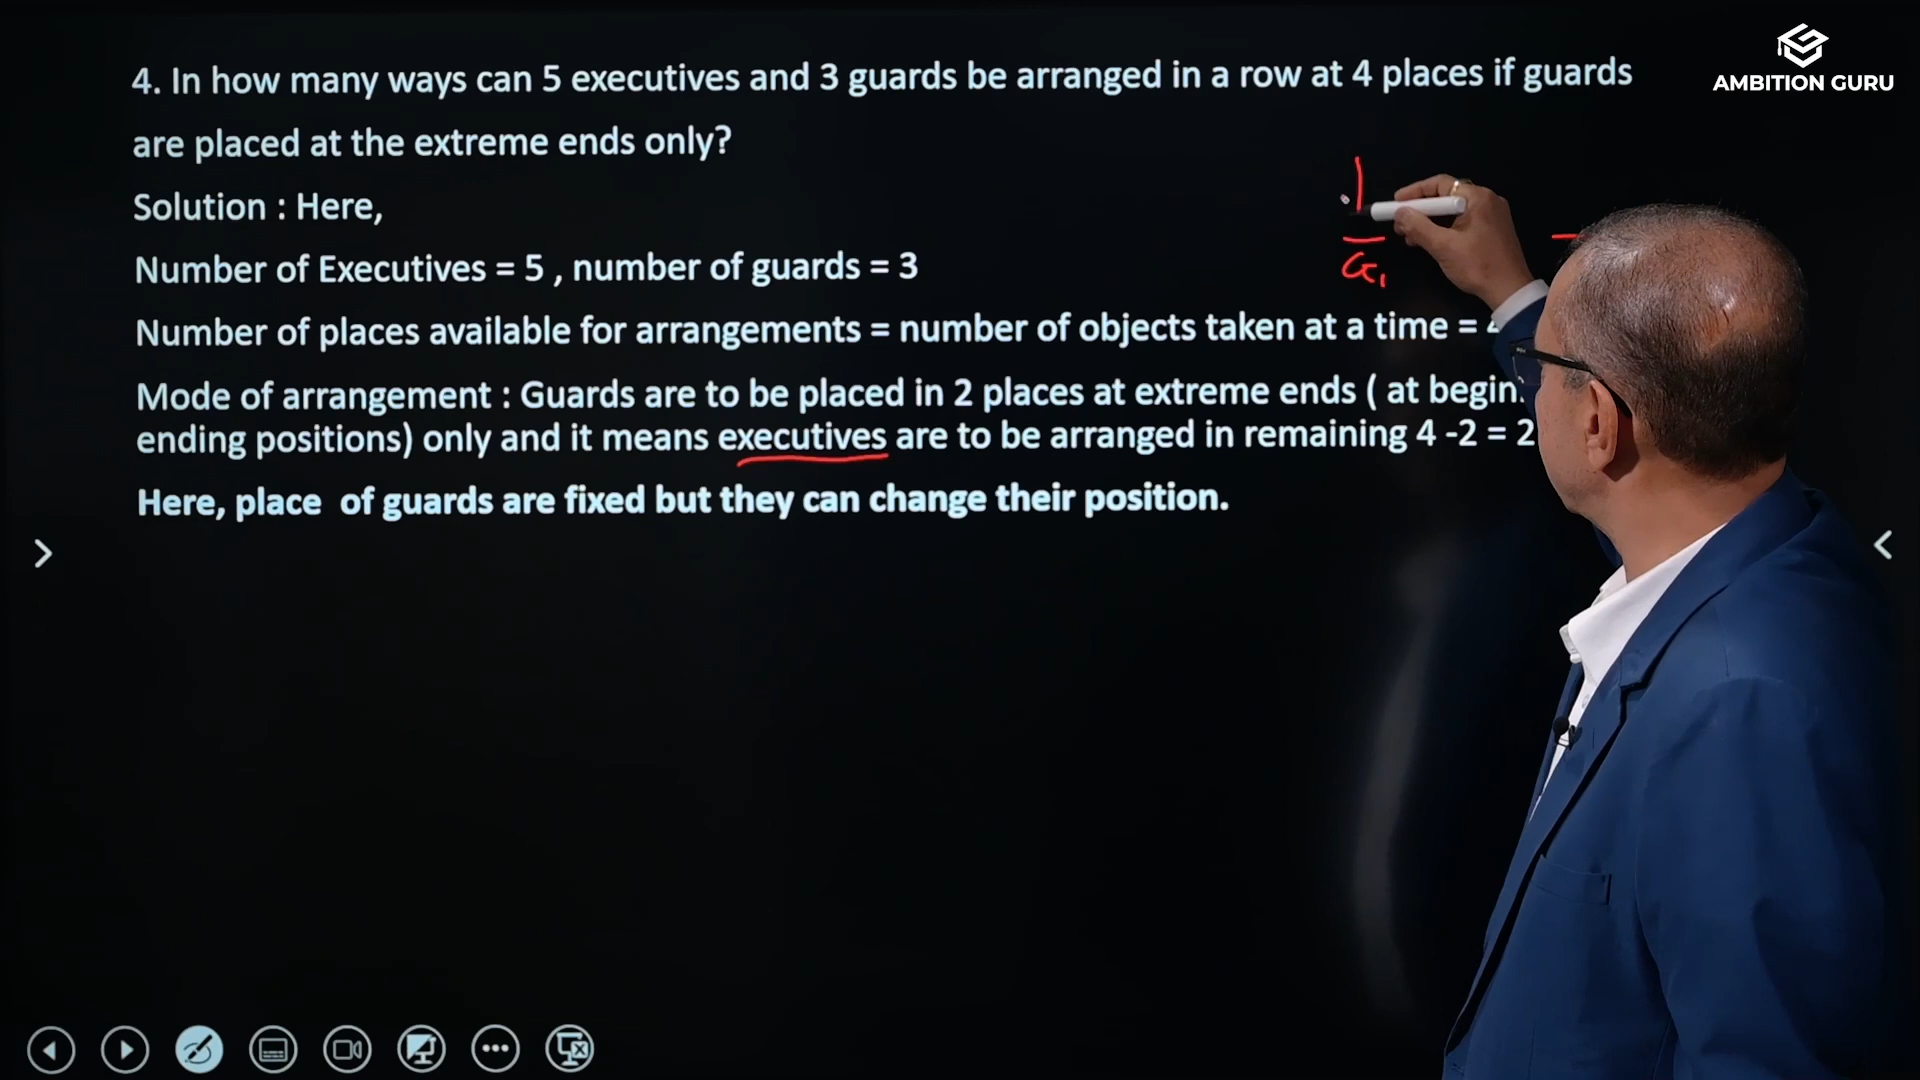 AMBITION GURU
4. In how many ways can 5 executives and 3 guards be arranged in a row at 4 places if guards
are placed at the extreme ends only?
Solution : Here,
Number of Executives = 5 , number of guards = 3
G1
Number of places available for arrangements = number of objects taken at a time =
Mode of arrangement : Guards are to be placed in 2 places at extreme ends ( at
ending positions) only and it means executives are to be arranged in remaining 4 -2 = 2
Here, place of guards are fixed but they can change their position.